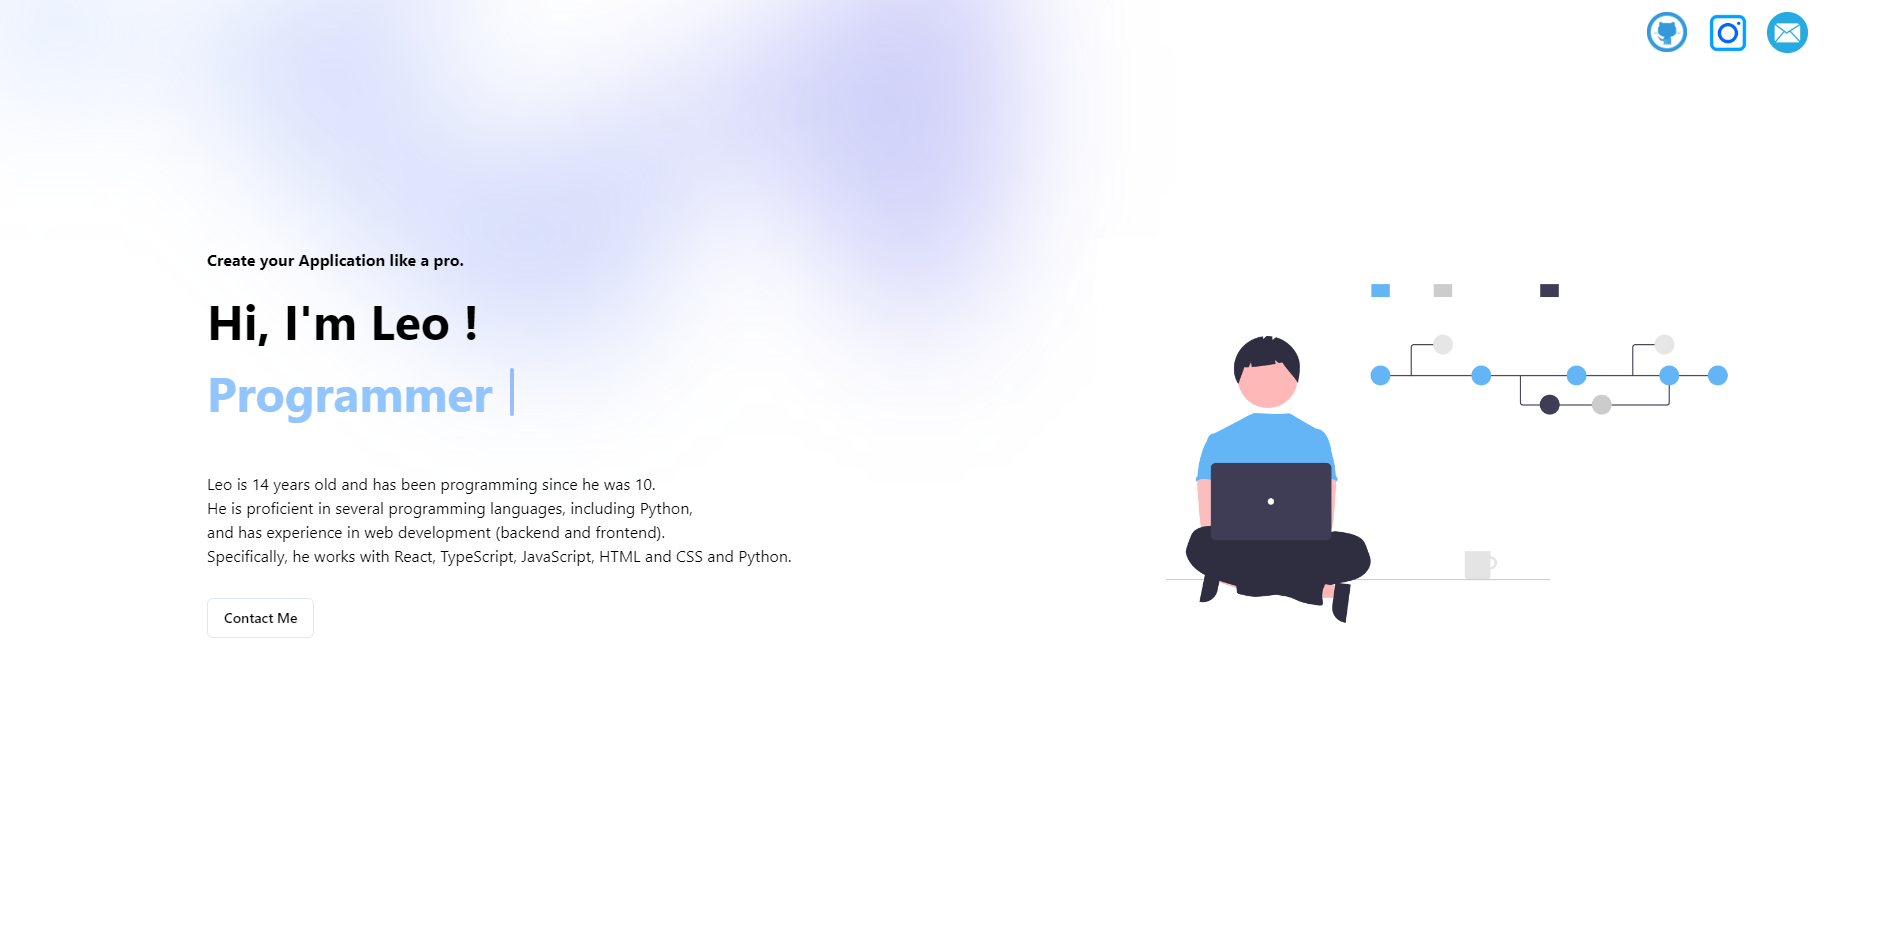 Create your Application like a pro.
Hi, I'm Leo !
Programmer
Leo is 14 years old and has been programming since he was 10.
He is proficient in several programming languages, including Python,
and has experience in web development (backend and frontend).
Specifically, he works with React, TypeScript, JavaScript, HTML and CSS and Python.
Contact Me